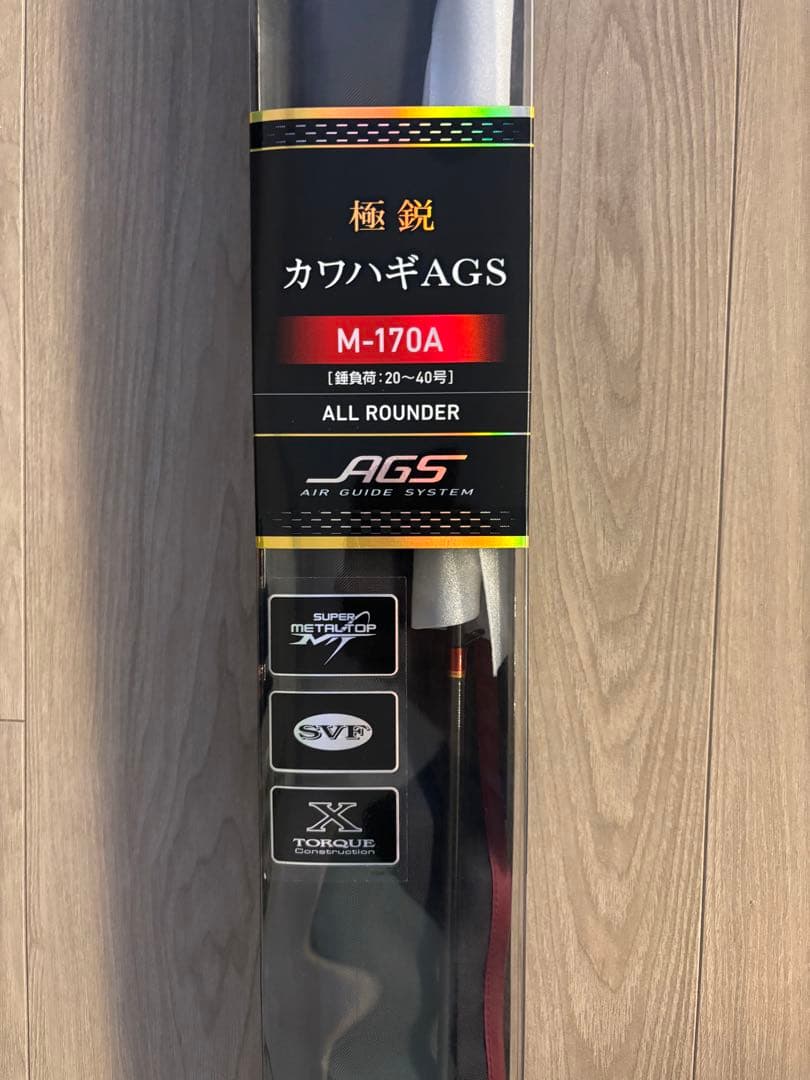 極鋭
カワハギAGS
M-170A
[錘負荷:20～40号]
ALL ROUNDER
AGS
AIR GUIDE SYSTEM
SUPER
METAL TOP
MT
SVF
X
TORQUE
Construction